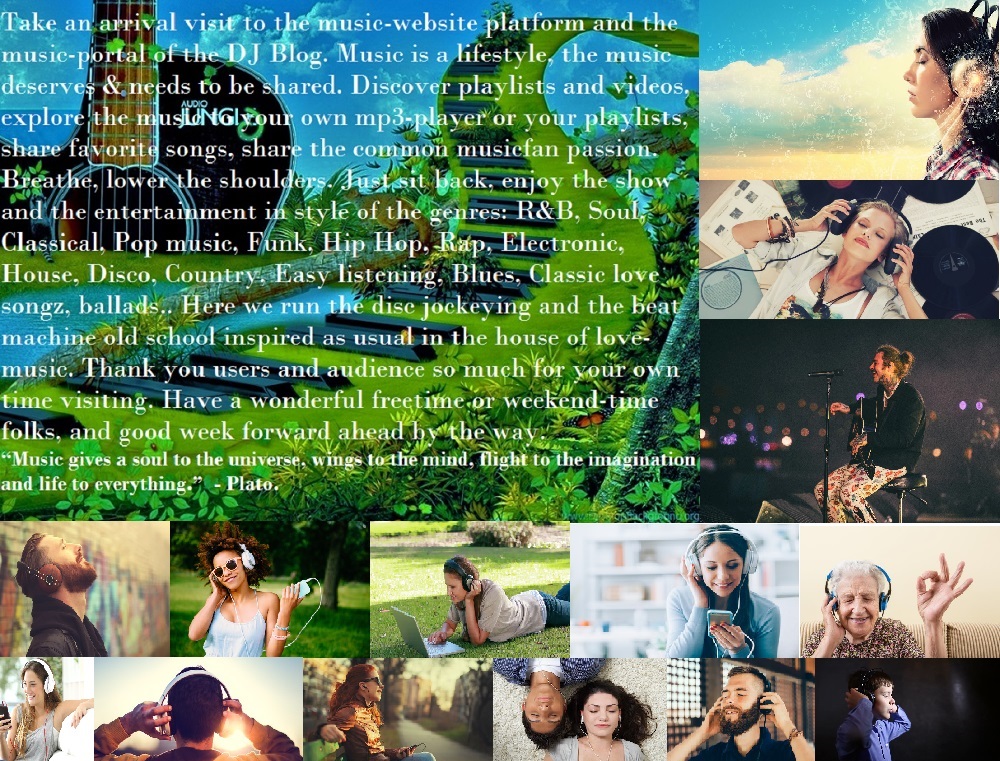 Take an arrival visit to the music-website platform and the
music-portal of the DJ Blog. Music is a lifestyle, the music
deserves & needs to be shared. Discover playlists and videos,
explore the music to your own mp3-player or your playlists,
share favorite songs, share the common musicfan passion.
Breathe, lower the shoulders. Just sit back, enjoy the show
and the entertainment in style of the genres: R&B, Soul,
Classical, Pop music, Funk, Hip Hop, Rap, Electronic,
House, Disco, Country, Easy listening, Blues, Classic love
songz, ballads.. Here we run the disc jockeying and the beat
machine old school inspired as usual in the house of love-
music. Thank you users and audience so much for your own
time visiting. Have a wonderful freetime or weekend-time
folks, and good week forward ahead by the way.
“Music gives a soul to the universe, wings to the mind, flight to the imagination
and life to everything.” - Plato.
AUDIO
JUNGLE